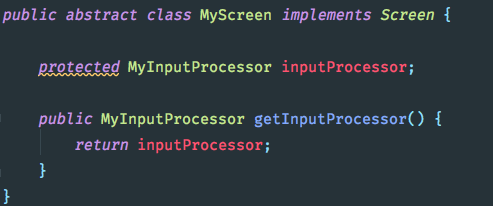 public abstract class MyScreen implements Screen {
protected MyInputProcessor inputProcessor;
public MyInputProcessor getInputProcessor() {
return inputProcessor;
}
}